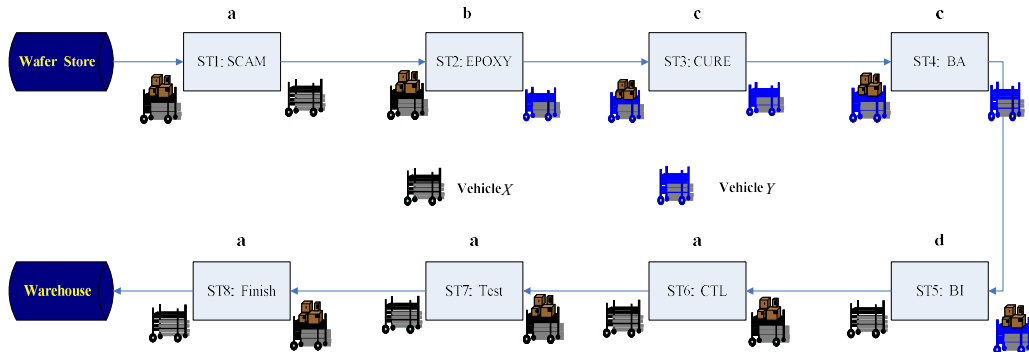 a
b
c
c
Wafer Store
ST1: SCAM
ST2: EPOXY
ST3: CURE
ST4: BA
Vehicle X
Vehicle Y
a
a
a
d
Warehouse
ST8: Finish
ST7: Test
ST6: CTL
ST5: BI